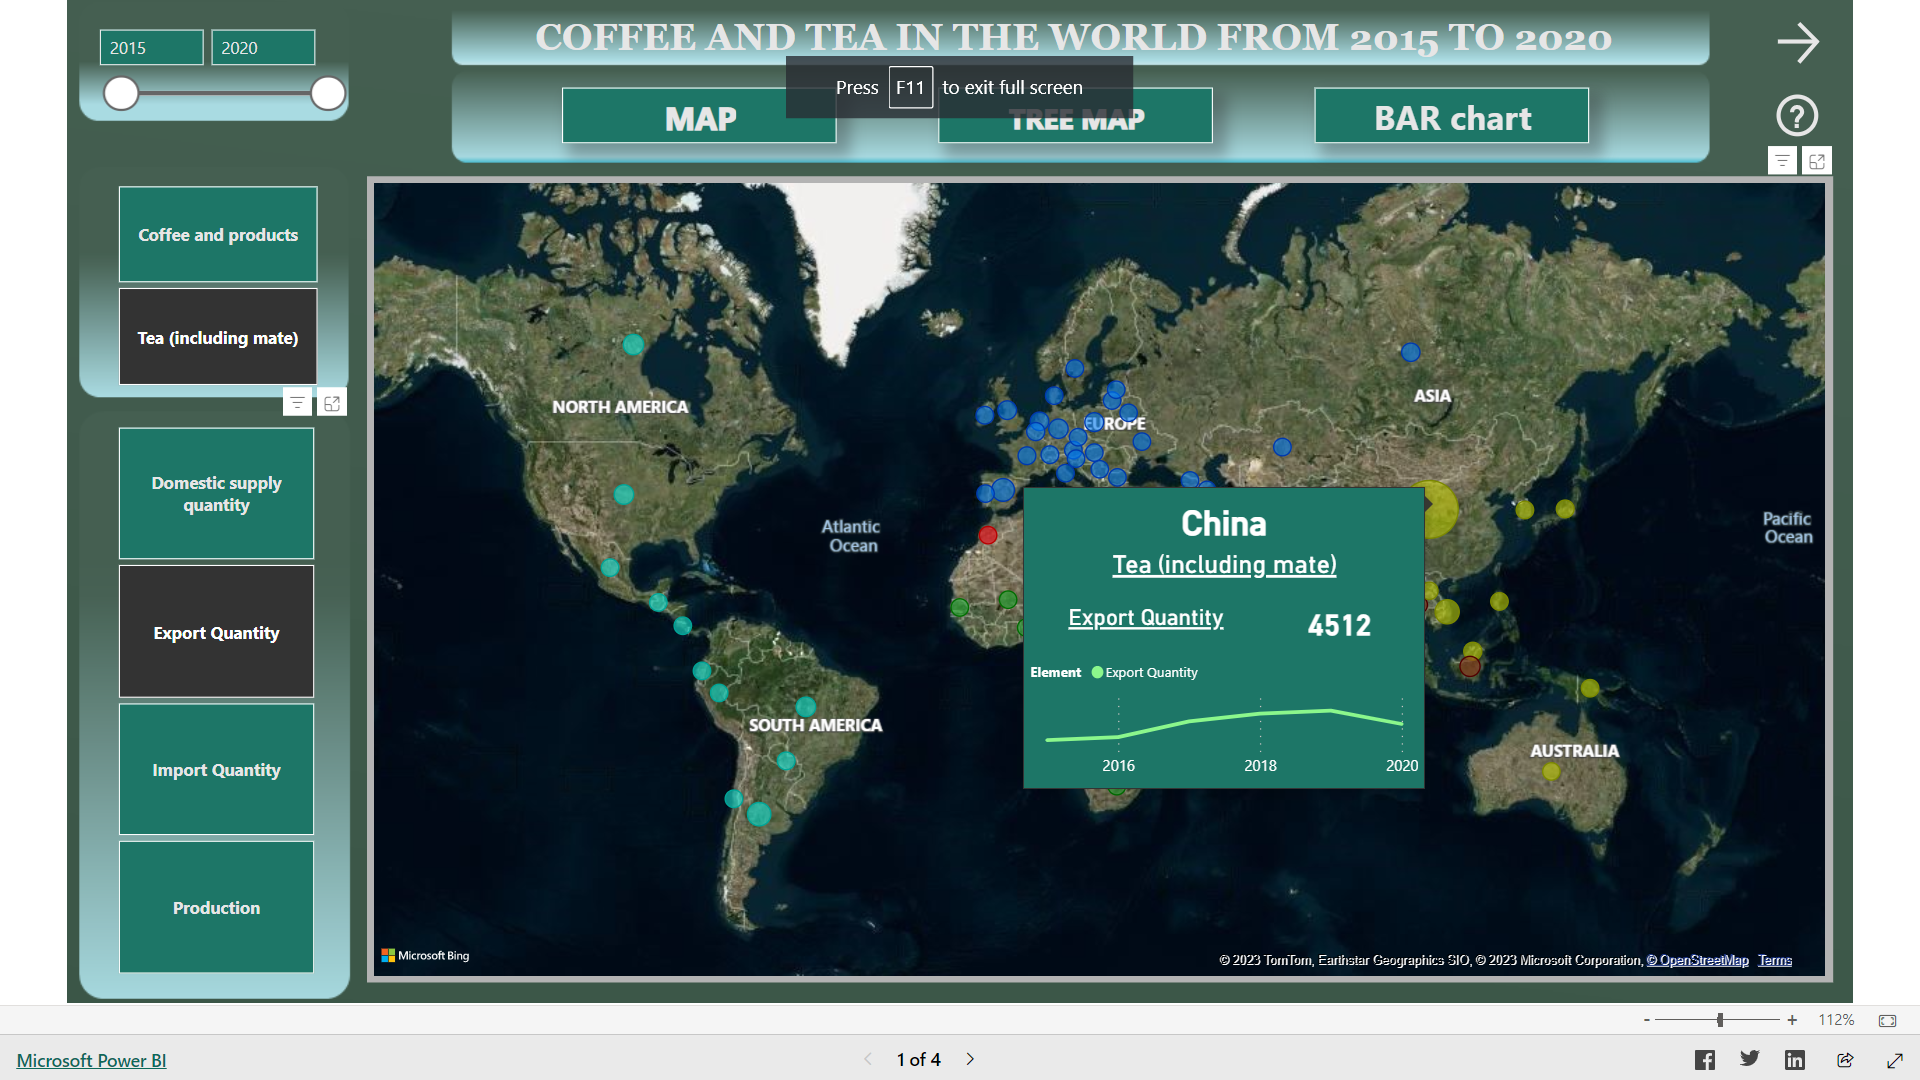 2015
2020
COFFEE AND TEA IN THE WORLD FROM 2015 TO 2020
Press F11 to exit full screen
MAP
TREE MAP
BAR chart
Coffee and products
Tea (including mate)
Domestic supply
quantity
Export Quantity
Import Quantity
Production
NORTH AMERICA
EUROPE
ASIA
Atlantic
Ocean
Pacific
Ocean
SOUTH AMERICA
AUSTRALIA
China
Tea (including mate)
Export Quantity
4512
Element
Export Quantity
2016
2018
2020
Microsoft Bing
© 2023 TomTom, Earthstar Geographics SIO, © 2023 Microsoft Corporation, © OpenStreetMap Terms
- + 112%
Microsoft Power BI
1 of 4